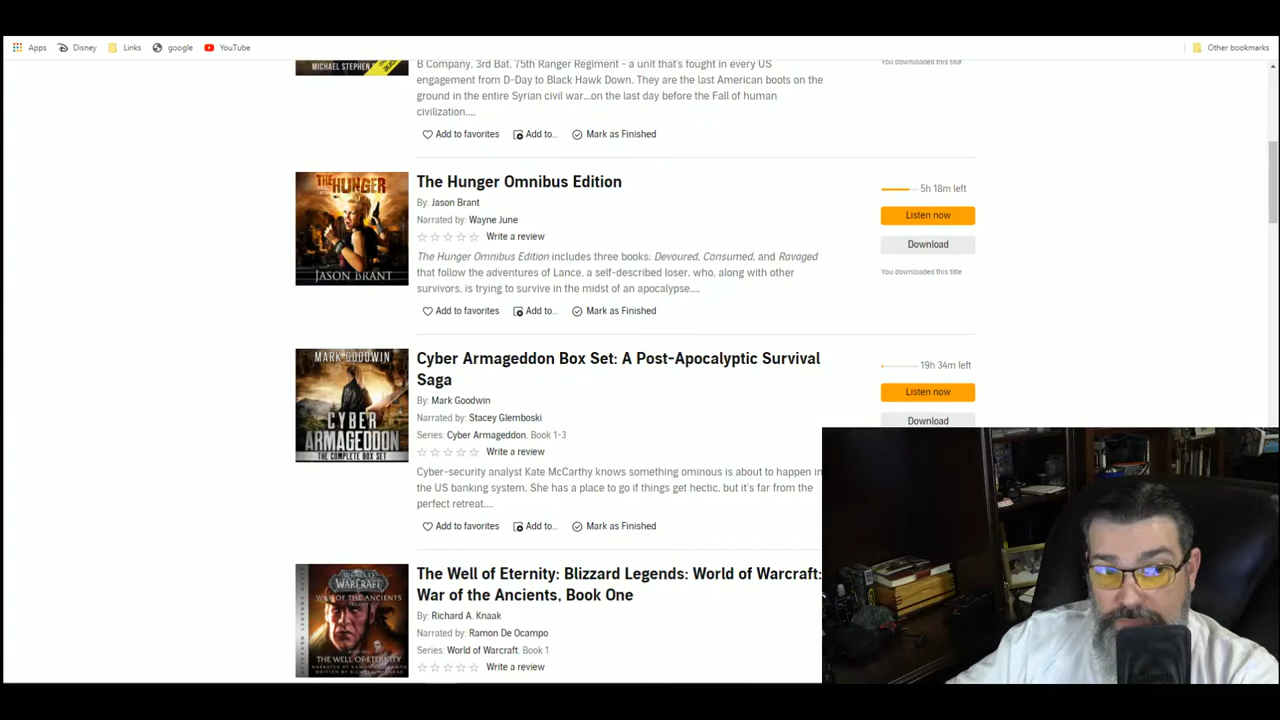 Apps Disney Links google YouTube Other bookmarks
MICHAEL STEPHEN
B Company, 3rd Bat, 75th Ranger Regiment - a unit that's fought in every US
You downloaded this title
engagement from D-Day to Black Hawk Down. They are the last American boots on the
ground in the entire Syrian civil war...on the last day before the Fall of human
civilization....
Add to favorites Add to... Mark as Finished
THE HUNGER
JASON BRANT
The Hunger Omnibus Edition
By: Jason Brant
Narrated by: Wayne June
Write a review
The Hunger Omnibus Edition includes three books: Devoured, Consumed, and Ravaged
that follow the adventures of Lance, a self-described loser, who, along with other
survivors, is trying to survive in the midst of an apocalypse....
Add to favorites Add to... Mark as Finished
5h 18m left
Listen now
Download
You downloaded this title
MARK GOODWIN
CYBER
ARMAGEDDON
THE COMPLETE BOX SET
Cyber Armageddon Box Set: A Post-Apocalyptic Survival
Saga
By: Mark Goodwin
Narrated by: Stacey Glemboski
Series: Cyber Armageddon, Book 1-3
Write a review
Cyber-security analyst Kate McCarthy knows something ominous is about to happen in
the US banking system. She has a place to go if things get hectic, but it's far from the
perfect retreat....
Add to favorites Add to... Mark as Finished
19h 34m left
Listen now
Download
WORLD OF
WARCRAFT
WAR OF THE ANCIENTS
THE WELL OF ETERNITY
The Well of Eternity: Blizzard Legends: World of Warcraft:
War of the Ancients, Book One
By: Richard A. Knaak
Narrated by: Ramon De Ocampo
Series: World of Warcraft, Book 1
Write a review